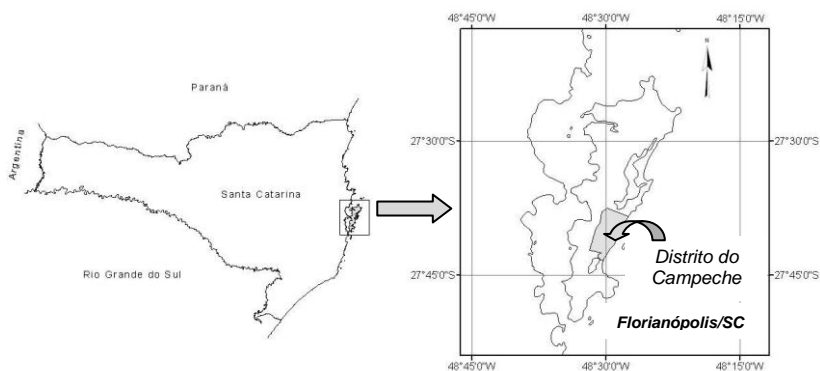 Paraná
Argentina
Santa Catarina
Rio Grande do Sul
48°45'0"W
48°30'0"W
48°15'0"W
N
27°30'0"S
27°30'0"S
27°45'0"S
27°45'0"S
Distrito do
Campeche
Florianópolis/SC
48°45'0"W
48°30'0"W
48°15'0"W